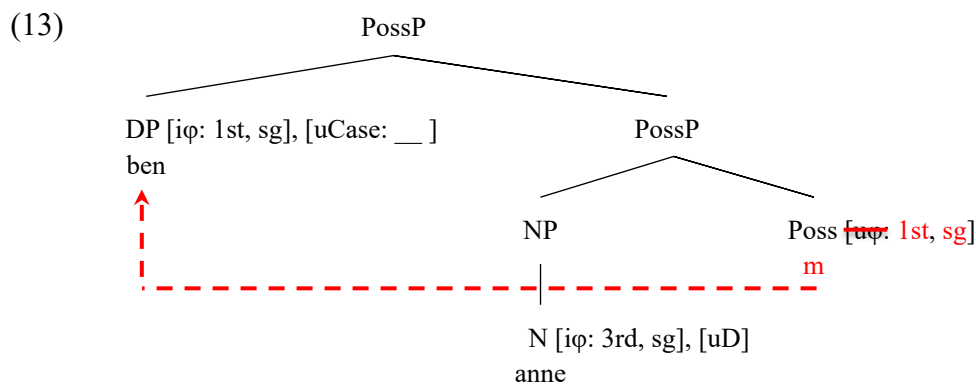 (13)
PossP
DP [iφ: 1st, sg], [uCase: __ ]
PossP
ben
NP
Poss [uφ: 1st, sg]
m
N [iφ: 3rd, sg], [uD]
anne